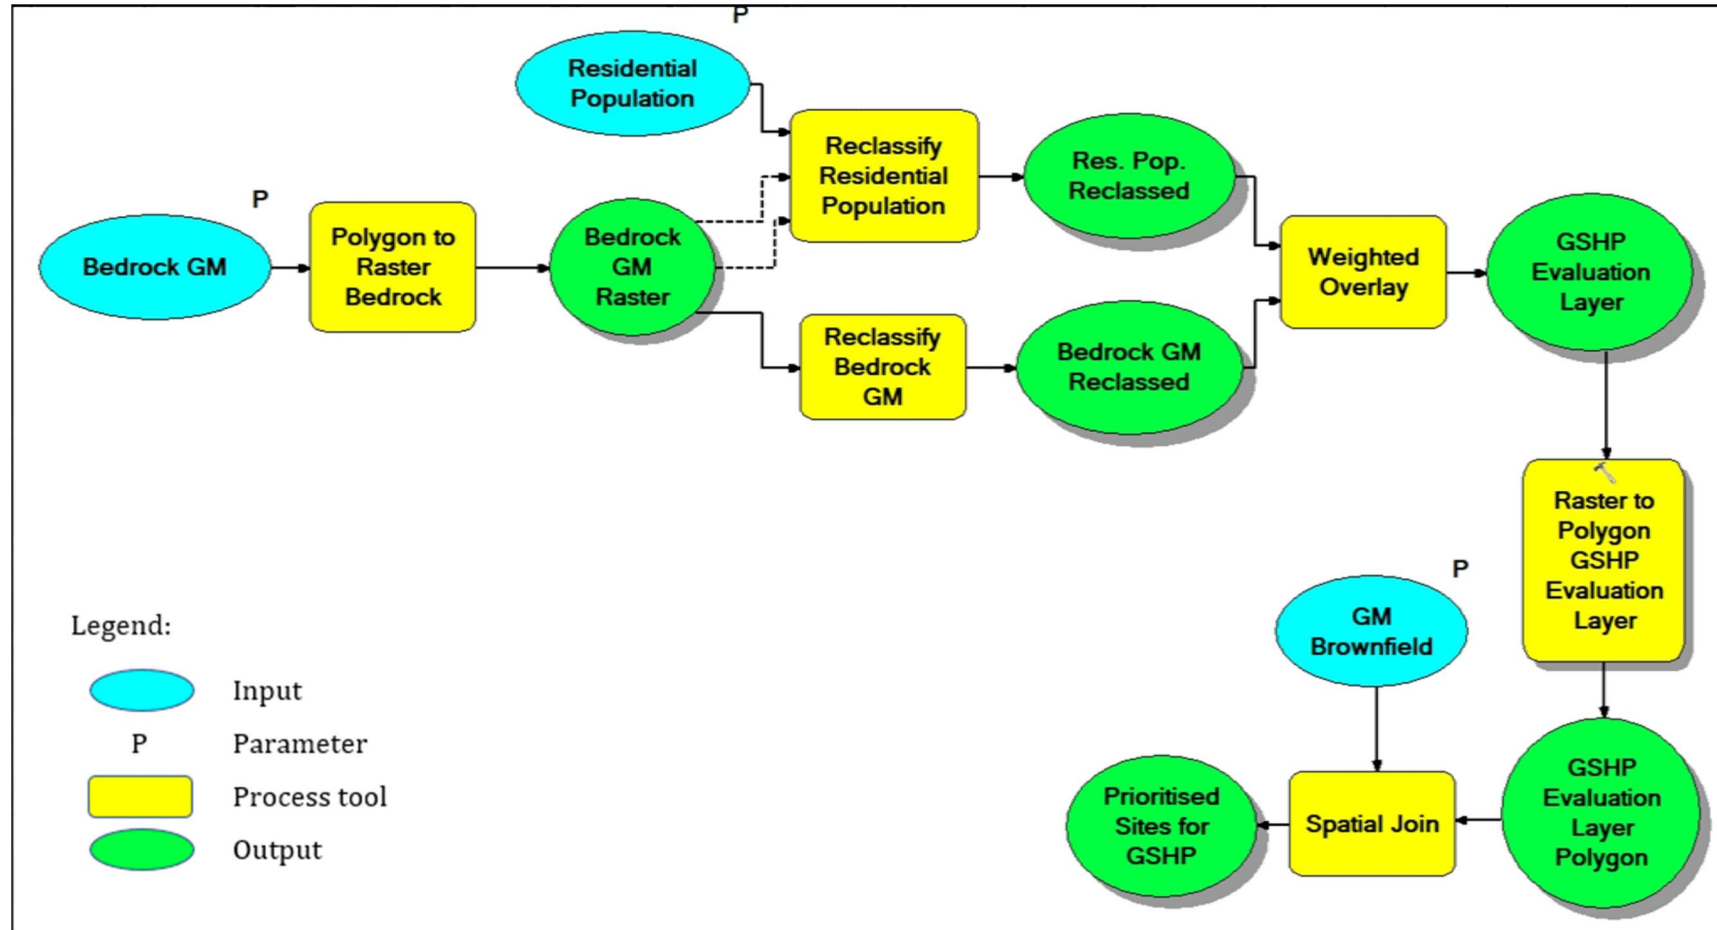 P
Residential
Population
Reclassify
Residential
Population
Res. Pop.
Reclassed
P
Bedrock GM
Polygon to
Raster
Bedrock
Bedrock
GM
Raster
Reclassify
Bedrock
GM
Bedrock GM
Reclassed
Weighted
Overlay
GSHP
Evaluation
Layer
Raster to
Polygon
GSHP
Evaluation
Layer
P
GM
Brownfield
GSHP
Evaluation
Layer
Polygon
Spatial Join
Prioritised
Sites for
GSHP
Legend:
Input
P Parameter
Process tool
Output